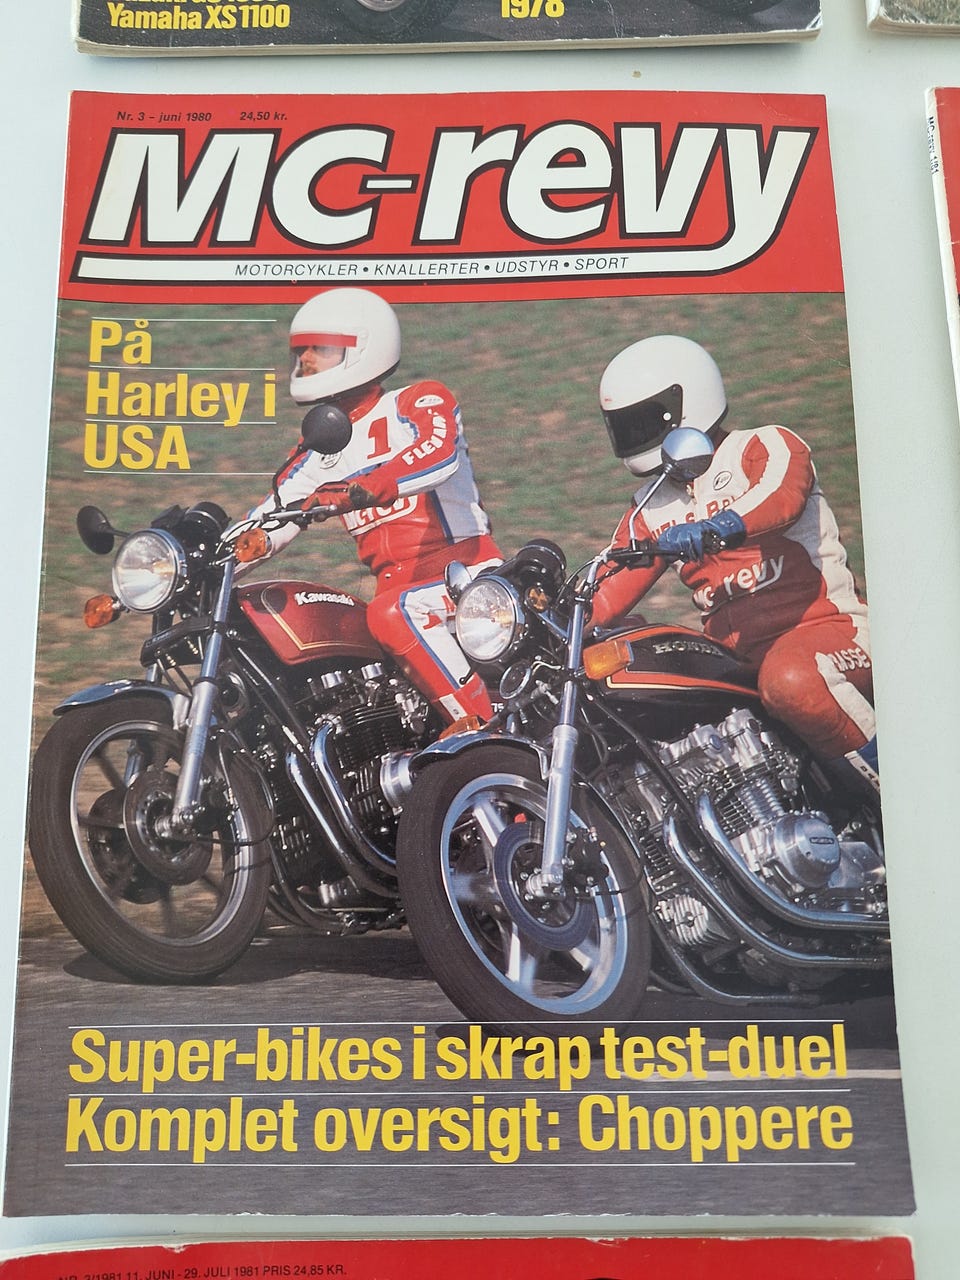 Yamaha XS 1100
1978
Nr. 3 – juni 1980 24,50 kr.
MC-revy
MOTORCYKLER • KNALLERTER • UDSTYR • SPORT
På
Harley i
USA
1
Kawasaki
HONDA
mc-revy
Super-bikes i skrap test-duel
Komplet oversigt: Choppere
NR. 3/1981 11. JUNI - 29. JULI 1981 PRIS 24,85 KR.